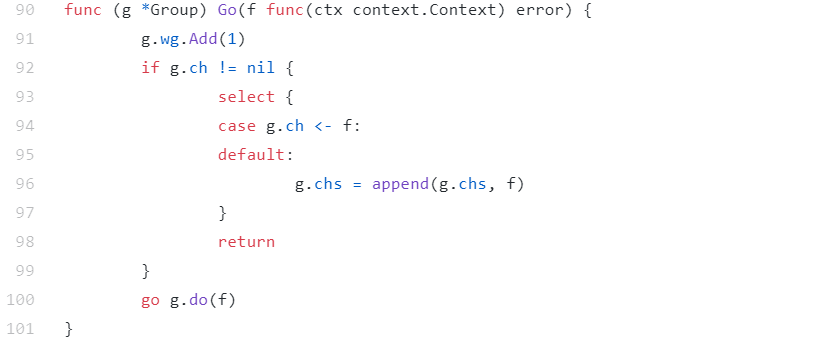 90 func (g *Group) Go(f func(ctx context.Context) error) {
91 g.wg.Add(1)
92 if g.ch != nil {
93 select {
94 case g.ch <- f:
95 default:
96 g.chs = append(g.chs, f)
97 }
98 return
99 }
100 go g.do(f)
101 }